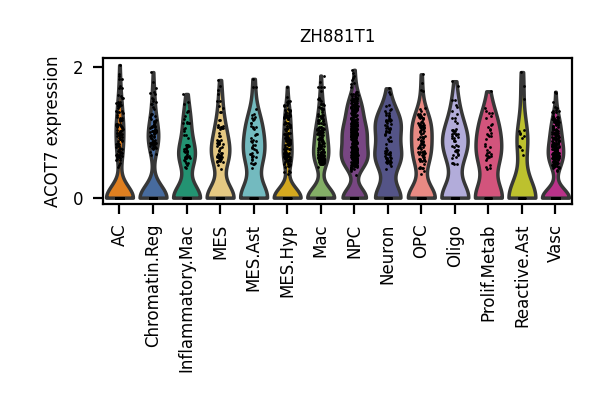 ZH881T1
ACOT7 expression
2
0
AC
Chromatin.Reg
Inflammatory.Mac
MES
MES.Ast
MES.Hyp
Mac
NPC
Neuron
OPC
Oligo
Prolif.Metab
Reactive.Ast
Vasc